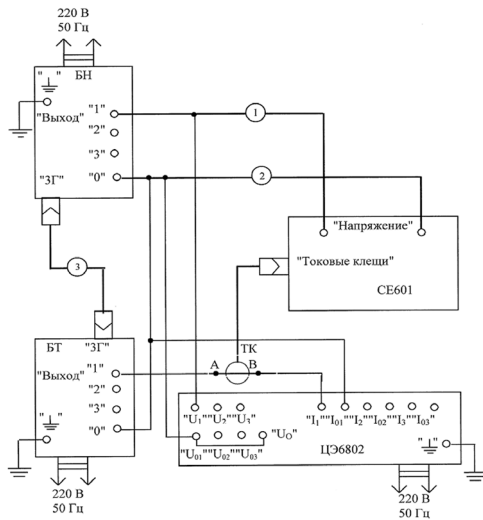 220 В
50 Гц
"⏚" БН
"Выход" "1"
"2"
"3"
"ЗГ" "0"
1
2
3
"Напряжение"
"Токовые клещи"
СЕ601
БТ "ЗГ"
"Выход" "1"
"2"
"3"
"⏚" "0"
ТК
А В
"U₁""U₂""U₃" "I₁""I₀₁""I₂""I₀₂""I₃""I₀₃"
"U₀"
"U₀₁""U₀₂""U₀₃" ЦЭ6802 "⏚"
220 В
50 Гц
220 В
50 Гц